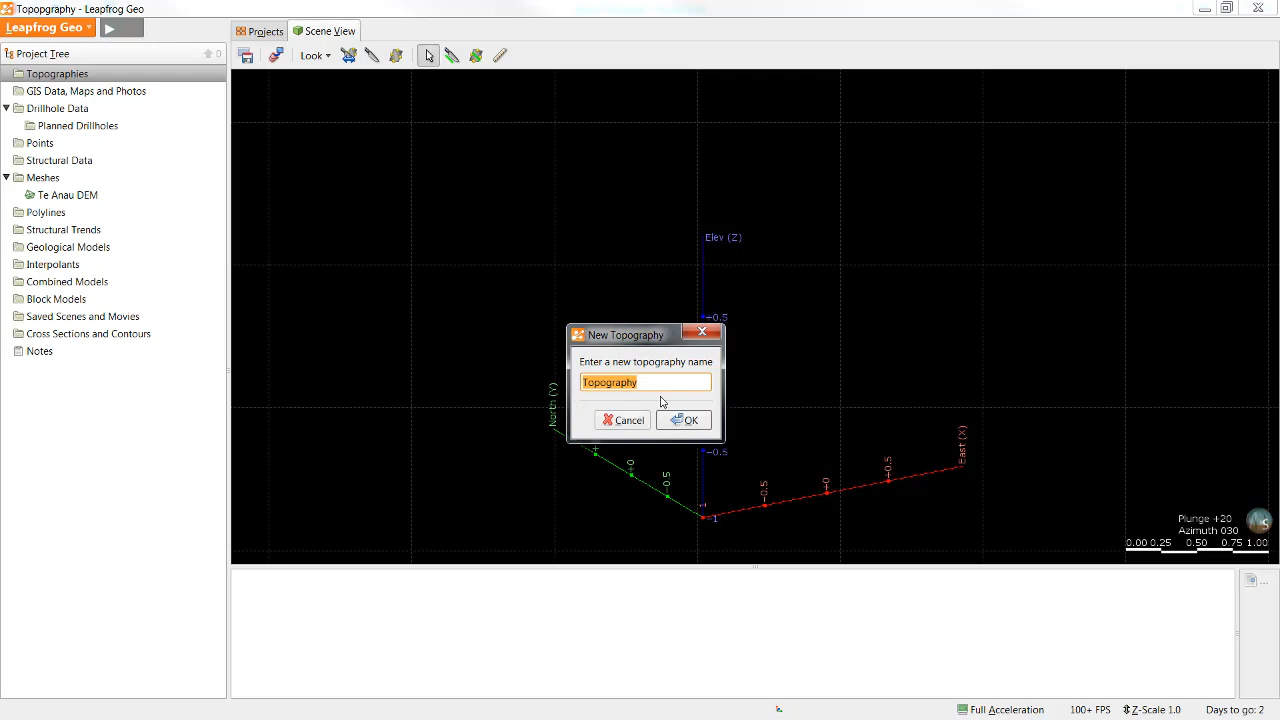 Topopgraphy - Leapfrog Geo
Leapfrog Geo
Projects
Scene View
Project Tree
0
Look
Topographies
GIS Data, Maps and Photos
Drillhole Data
Planned Drillholes
Points
Structural Data
Meshes
Te Anau DEM
Polylines
Structural Trends
Geological Models
Interpolants
Combined Models
Block Models
Saved Scenes and Movies
Cross Sections and Contours
Notes
Elev (Z)
+0.5
New Topography
Enter a new topography name
Topography
Cancel
OK
North (Y)
East (X)
-0.5
+0
-0.5
-0.5
+0
+0.5
-1
Plunge +20
Azimuth 030
0.00 0.25 0.50 0.75 1.00
...
Full Acceleration
100+ FPS
Z-Scale 1.0
Days to go: 2